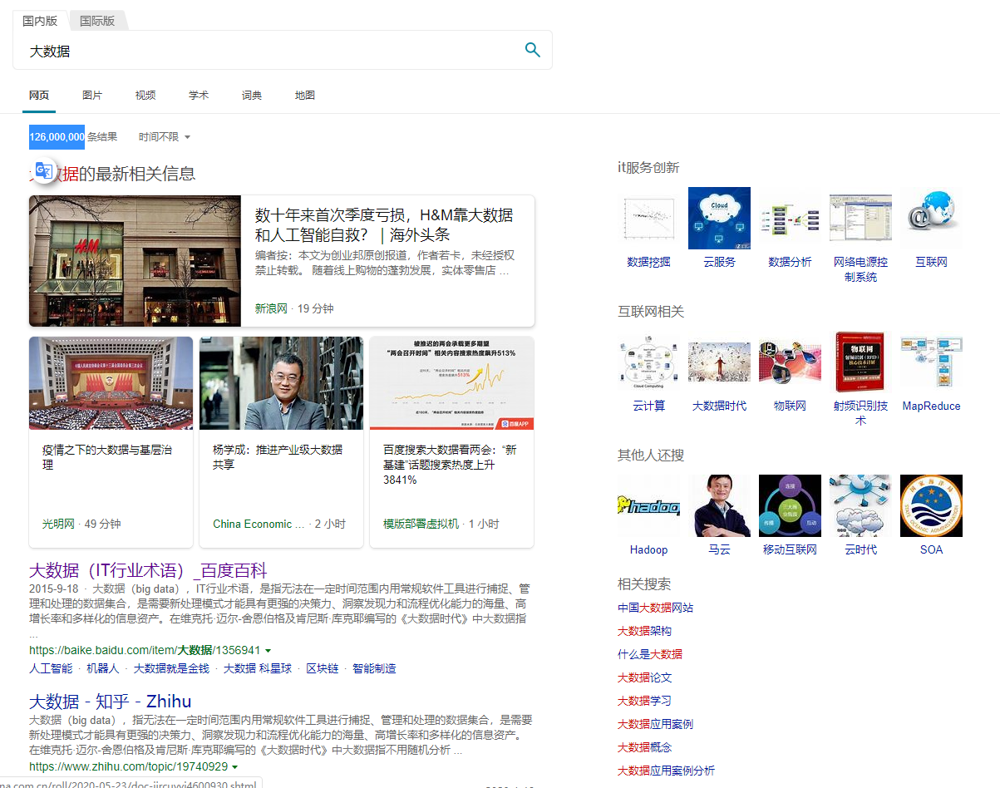 国内版 国际版
大数据
网页 图片 视频 学术 词典 地图
126,000,000 条结果 时间不限
大数据的最新相关信息
H&M
H&M
数十年来首次季度亏损，H&M靠大数据
和人工智能自救？｜海外头条
编者按：本文为创业邦原创报道，作者若卡，未经授权
禁止转载。 随着线上购物的蓬勃发展，实体零售店 ...
新浪网 · 19 分钟
被推迟的两会承载更多期望
“两会召开时间”相关内容搜索热度飙升513%
百度APP
疫情之下的大数据与基层治
理
光明网 · 49 分钟
杨学成：推进产业级大数据
共享
China Economic ... · 2 小时
百度搜索大数据看两会：“新
基建”话题搜索热度上升
3841%
模版部署虚拟机 · 1 小时
大数据（IT行业术语）_百度百科
2015-9-18 · 大数据（big data），IT行业术语，是指无法在一定时间范围内用常规软件工具进行捕捉、管
理和处理的数据集合，是需要新处理模式才能具有更强的决策力、洞察发现力和流程优化能力的海量、高
增长率和多样化的信息资产。在维克托·迈尔-舍恩伯格及肯尼斯·库克耶编写的《大数据时代》中大数据指
...
https://baike.baidu.com/item/大数据/1356941
人工智能 · 机器人 · 大数据就是金钱 · 大数据 科星球 · 区块链 · 智能制造
大数据 - 知乎 - Zhihu
大数据（big data），指无法在一定时间范围内用常规软件工具进行捕捉、管理和处理的数据集合，是需要
新处理模式才能具有更强的决策力、洞察发现力和流程优化能力的海量、高增长率和多样化的信息资产。
在维克托·迈尔-舍恩伯格及肯尼斯·库克耶编写的《大数据时代》中大数据指不用随机分析 ...
https://www.zhihu.com/topic/19740929
na.com.cn/roll/2020-05-23/doc-iircuyvi4600930.shtml
it服务创新
Cloud
数据挖掘 云服务 数据分析 网络电源控
制系统 互联网
互联网相关
Cloud Computing
物联网
云计算 大数据时代 物联网 射频识别技
术 MapReduce
其他人还搜
hadoop
连接
传播 互动
Hadoop 马云 移动互联网 云时代 SOA
相关搜索
中国大数据网站
大数据架构
什么是大数据
大数据论文
大数据学习
大数据应用案例
大数据概念
大数据应用案例分析